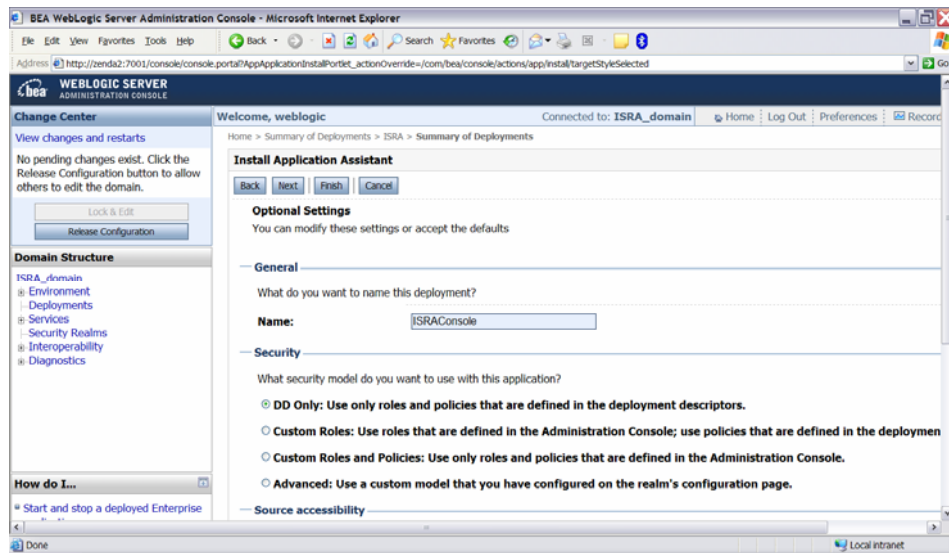 BEA WebLogic Server Administration Console - Microsoft Internet Explorer
File Edit View Favorites Tools Help
Back Search Favorites
Address http://zenda2:7001/console/console.portal?AppApplicationInstallPortlet_actionOverride=/com/bea/console/actions/app/install/targetStyleSelected Go
bea WEBLOGIC SERVER
ADMINISTRATION CONSOLE
Change Center
View changes and restarts
No pending changes exist. Click the
Release Configuration button to allow
others to edit the domain.
Lock & Edit
Release Configuration
Domain Structure
ISRA_domain
Environment
Deployments
Services
Security Realms
Interoperability
Diagnostics
How do I...
Start and stop a deployed Enterprise
Welcome, weblogic Connected to: ISRA_domain Home Log Out Preferences Record
Home > Summary of Deployments > ISRA > Summary of Deployments
Install Application Assistant
Back Next Finish Cancel
Optional Settings
You can modify these settings or accept the defaults
General
What do you want to name this deployment?
Name: ISRAConsole
Security
What security model do you want to use with this application?
DD Only: Use only roles and policies that are defined in the deployment descriptors.
Custom Roles: Use roles that are defined in the Administration Console; use policies that are defined in the deploymen
Custom Roles and Policies: Use only roles and policies that are defined in the Administration Console.
Advanced: Use a custom model that you have configured on the realm's configuration page.
Source accessibility
Done Local intranet